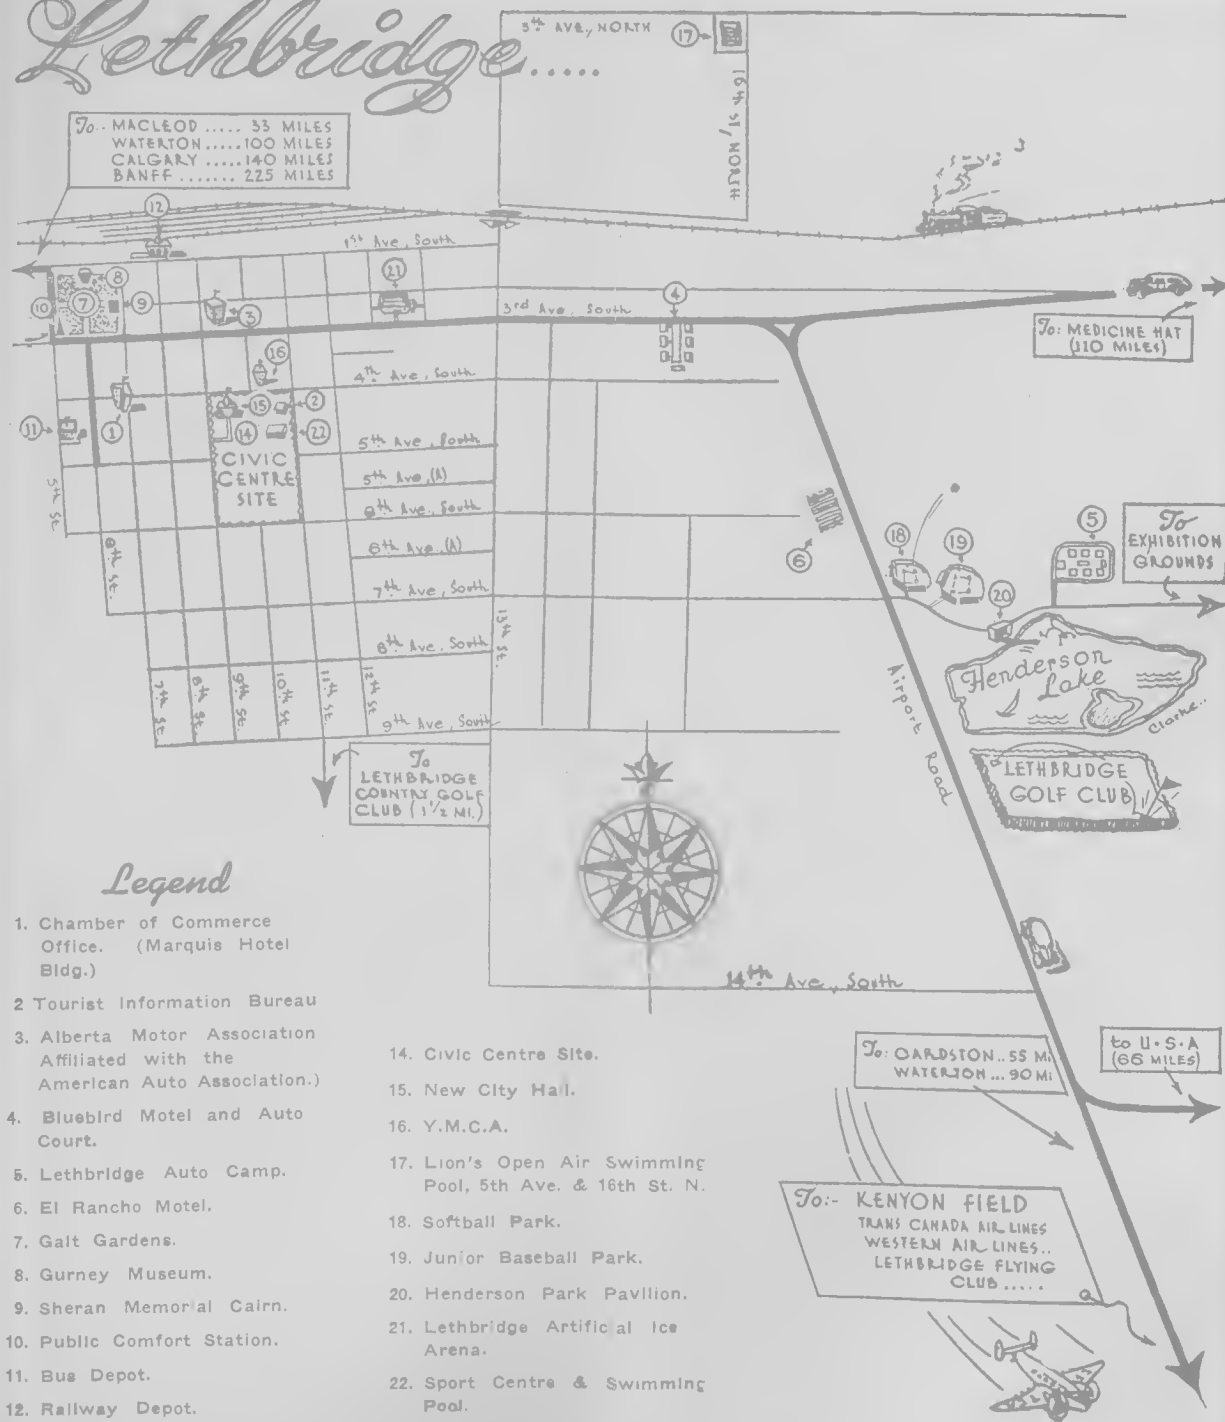 Lethbridge.....
5th AVE., NORTH
17
16th ST, NORTH
To.. MACLEOD ..... 33 MILES
WATERTON ..... 100 MILES
CALGARY ..... 140 MILES
BANFF ....... 225 MILES
12
1st Ave, South
8
7
10
9
3
21
3rd Ave, South
4
To: MEDICINE HAT
(110 MILES)
16
4th Ave, South
11
1
15
2
14
22
CIVIC
CENTRE
SITE
5th Ave, South
5th Ave, (A)
6th Ave, South
6th Ave, (A)
7th Ave, South
8th Ave, South
9th Ave, South
5th St.
6th St.
7th St
8th St.
9th St.
10th St
11th St.
12th St
13th St.
6
18
19
5
20
To
EXHIBITION
GROUNDS
Henderson
Lake
Clarke..
Airport Road
LETHBRIDGE
GOLF CLUB
To
LETHBRIDGE
COUNTRY GOLF
CLUB (1 1/2 MI.)
14th Ave, South
To: CARDSTON.. 55 Mi
WATERTON ... 90 Mi
to U.S.A
(66 MILES)
To:- KENYON FIELD
TRANS CANADA AIR LINES
WESTERN AIR LINES..
LETHBRIDGE FLYING
CLUB .....
Legend
1. Chamber of Commerce
Office. (Marquis Hotel
Bldg.)
2 Tourist Information Bureau
3. Alberta Motor Association
Affiliated with the
American Auto Association.)
4. Bluebird Motel and Auto
Court.
5. Lethbridge Auto Camp.
6. El Rancho Motel.
7. Galt Gardens.
8. Gurney Museum.
9. Sheran Memorial Cairn.
10. Public Comfort Station.
11. Bus Depot.
12. Railway Depot.
14. Civic Centre Site.
15. New City Hall.
16. Y.M.C.A.
17. Lion's Open Air Swimming
Pool, 5th Ave. & 16th St. N.
18. Softball Park.
19. Junior Baseball Park.
20. Henderson Park Pavilion.
21. Lethbridge Artificial Ice
Arena.
22. Sport Centre & Swimming
Pool.